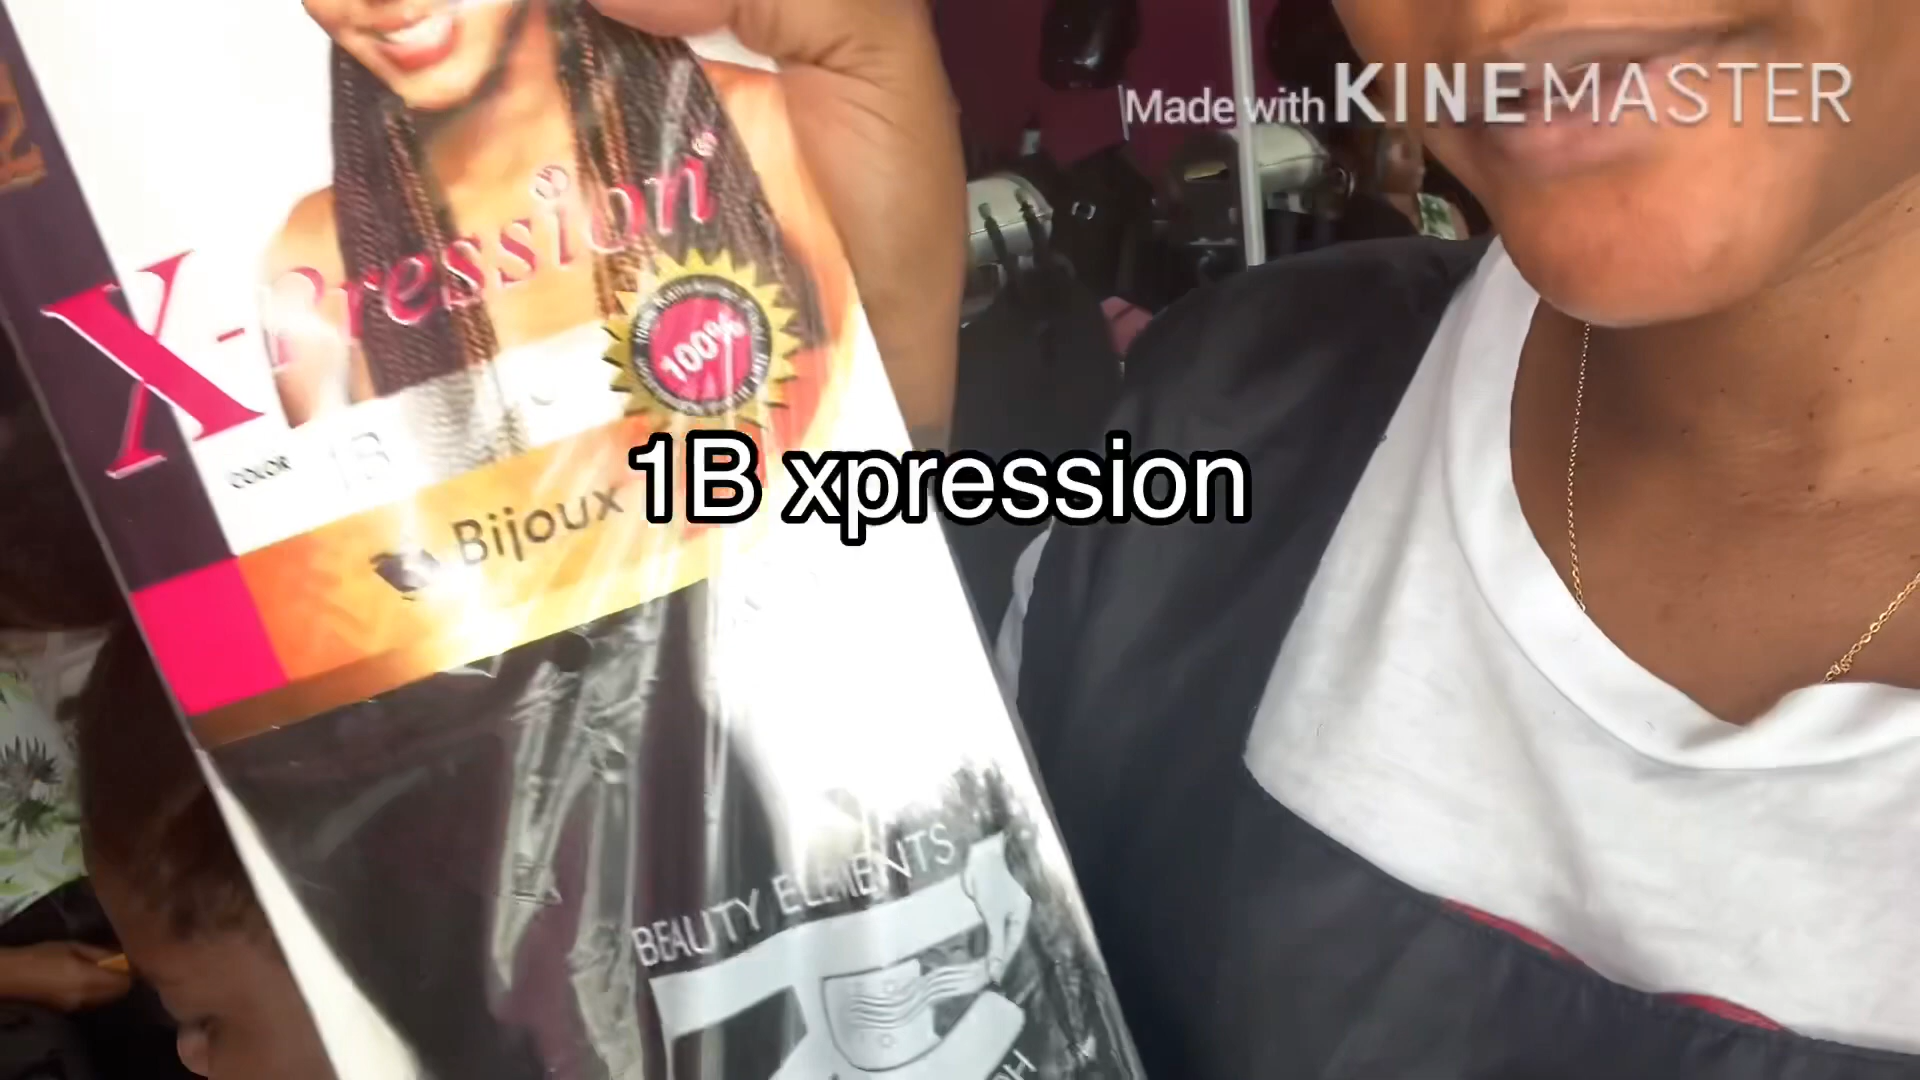 Made with KINEMASTER
X-Pression®
100%
COLOR 1B
Bijoux
1B xpression
BEAUTY ELEMENTS